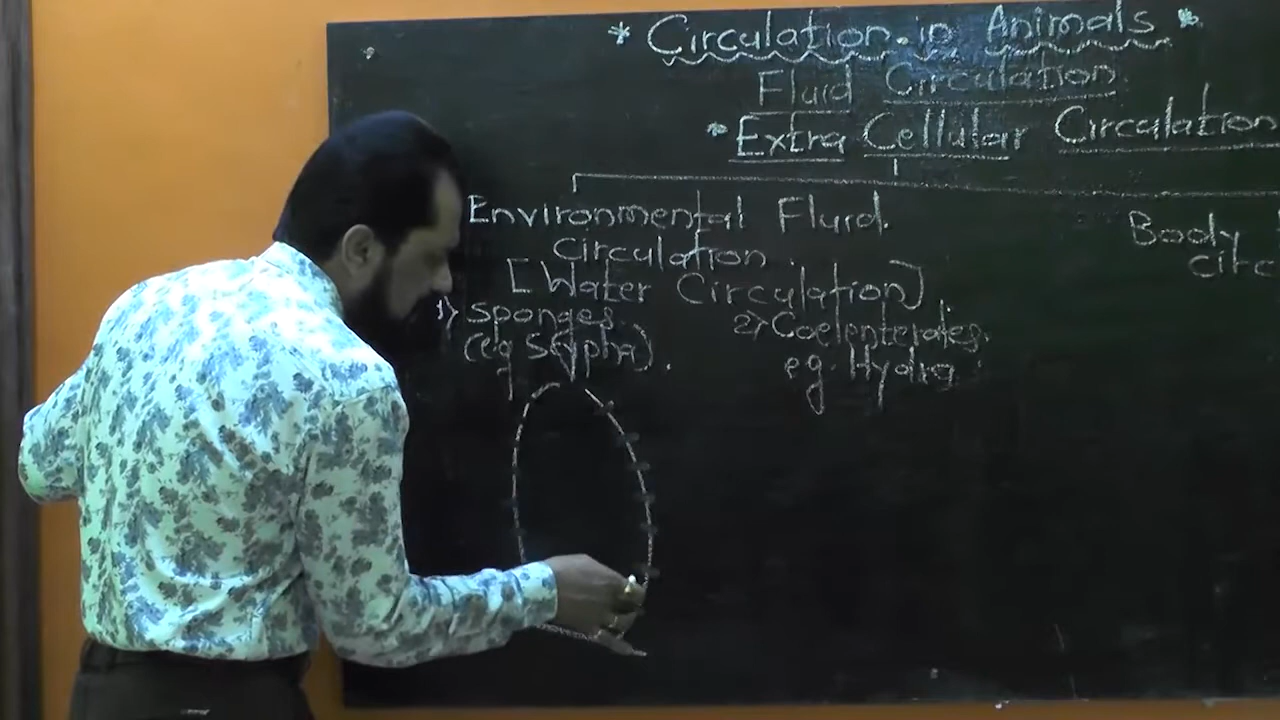 * Circulation in Animals *
Fluid Circulation
* Extra Cellular Circulation
Environmental Fluid.
circulation.
[Water Circulation]
Body
circ
1) Sponges
(eg Scypha).
2) Coelenterates.
eg. Hydra